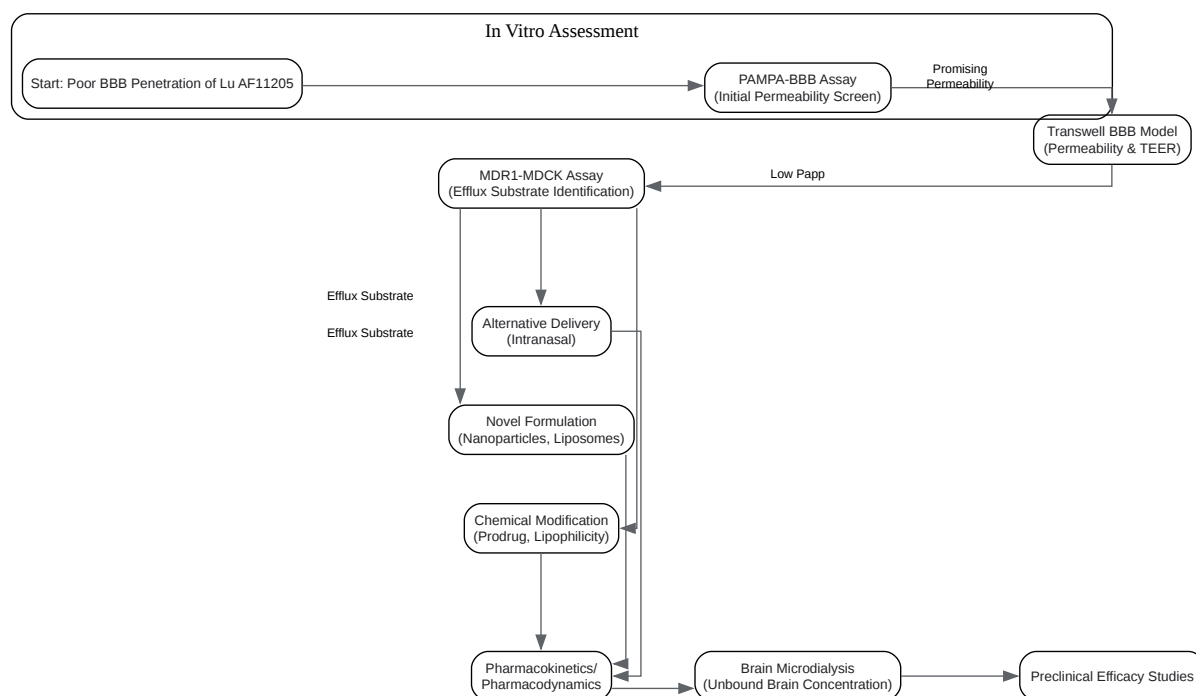 In Vitro Assessment
Start: Poor BBB Penetration of Lu AF11205
PAMPA-BBB Assay
(Initial Permeability Screen)
Promising
Permeability
Transwell BBB Model
(Permeability & TEER)
Low Papp
MDR1-MDCK Assay
(Efflux Substrate Identification)
Efflux Substrate
Efflux Substrate
Alternative Delivery
(Intranasal)
Novel Formulation
(Nanoparticles, Liposomes)
Chemical Modification
(Prodrug, Lipophilicity)
Pharmacokinetics/
Pharmacodynamics
Brain Microdialysis
(Unbound Brain Concentration)
Preclinical Efficacy Studies